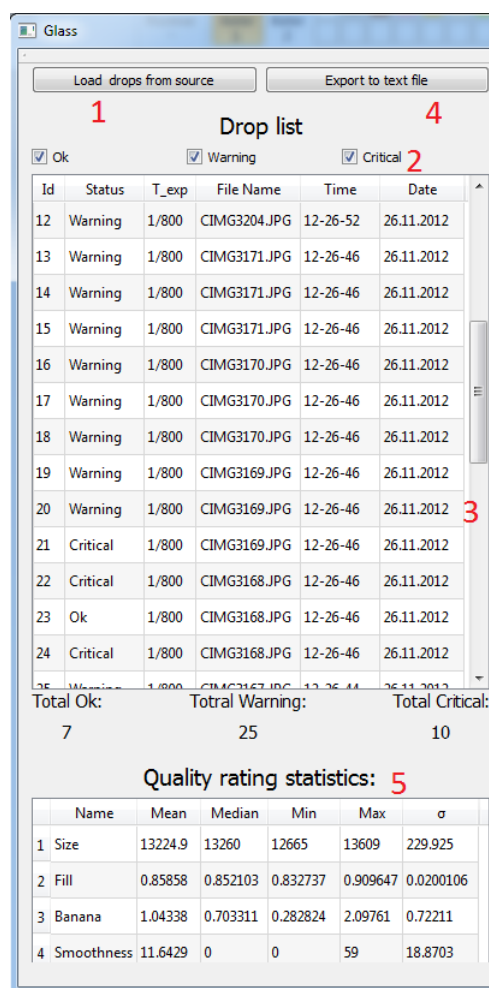 Glass
Load drops from source Export to text file
1 4
Drop list
Ok Warning Critical 2
Id Status T_exp File Name Time Date
12 Warning 1/800 CIMG3204.JPG 12-26-52 26.11.2012
13 Warning 1/800 CIMG3171.JPG 12-26-46 26.11.2012
14 Warning 1/800 CIMG3171.JPG 12-26-46 26.11.2012
15 Warning 1/800 CIMG3171.JPG 12-26-46 26.11.2012
16 Warning 1/800 CIMG3170.JPG 12-26-46 26.11.2012
17 Warning 1/800 CIMG3170.JPG 12-26-46 26.11.2012
18 Warning 1/800 CIMG3170.JPG 12-26-46 26.11.2012
19 Warning 1/800 CIMG3169.JPG 12-26-46 26.11.2012
20 Warning 1/800 CIMG3169.JPG 12-26-46 26.11.2012 3
21 Critical 1/800 CIMG3169.JPG 12-26-46 26.11.2012
22 Critical 1/800 CIMG3168.JPG 12-26-46 26.11.2012
23 Ok 1/800 CIMG3168.JPG 12-26-46 26.11.2012
24 Critical 1/800 CIMG3168.JPG 12-26-46 26.11.2012
25 Warning 1/800 CIMG3167.JPG 12-26-44 26.11.2012
Total Ok: Totral Warning: Total Critical:
7 25 10
Quality rating statistics: 5
Name Mean Median Min Max σ
1 Size 13224.9 13260 12665 13609 229.925
2 Fill 0.85858 0.852103 0.832737 0.909647 0.0200106
3 Banana 1.04338 0.703311 0.282824 2.09761 0.72211
4 Smoothness 11.6429 0 0 59 18.8703